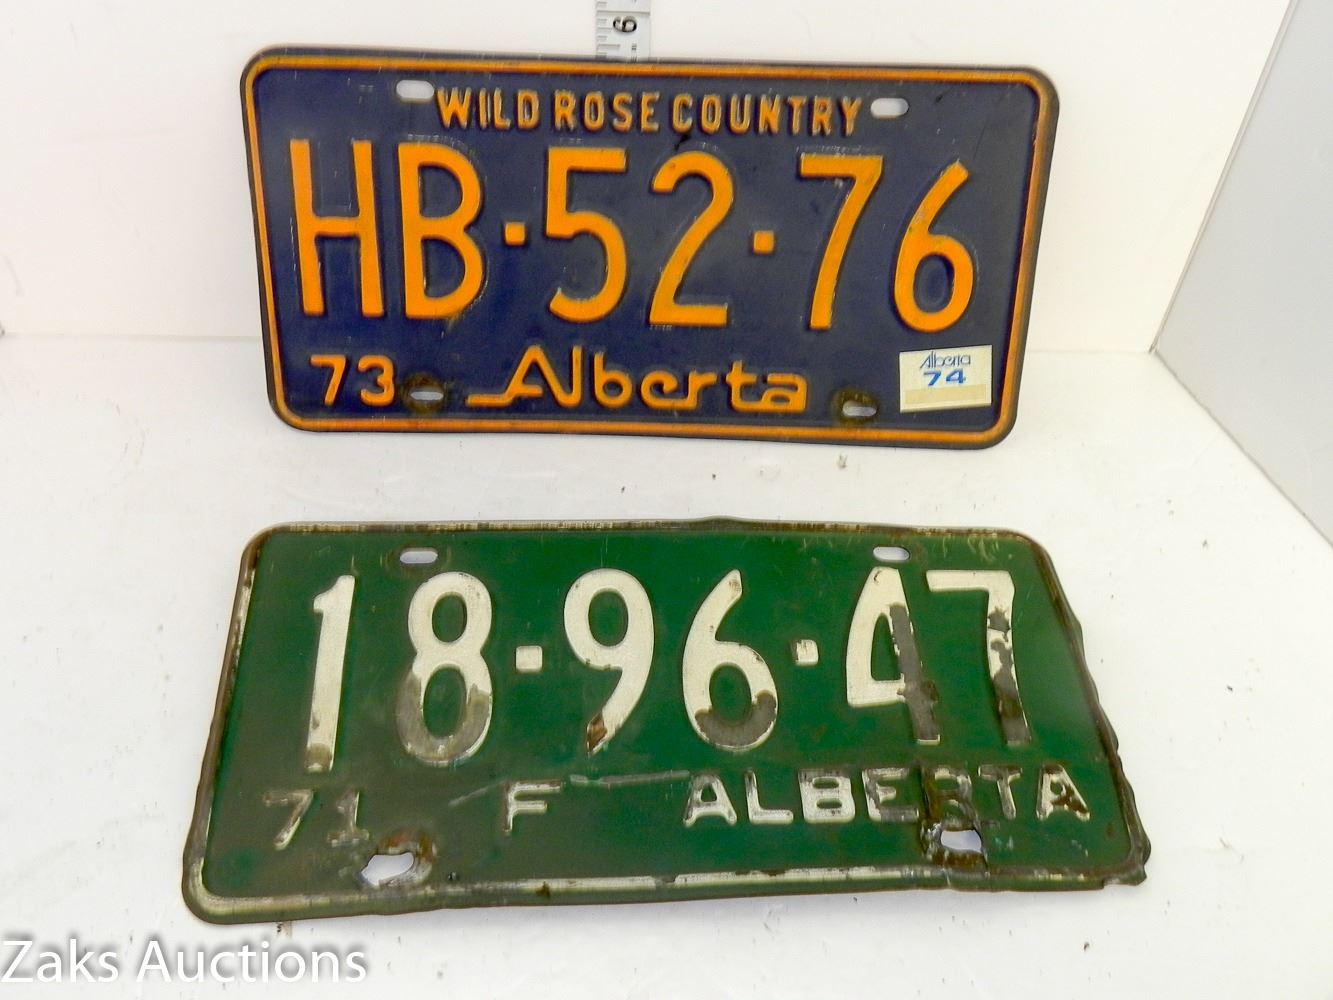 6
WILD ROSE COUNTRY
HB·52·76
73 Alberta
Alberta
74
18·96·47
71 F ALBERTA
Zaks Auctions